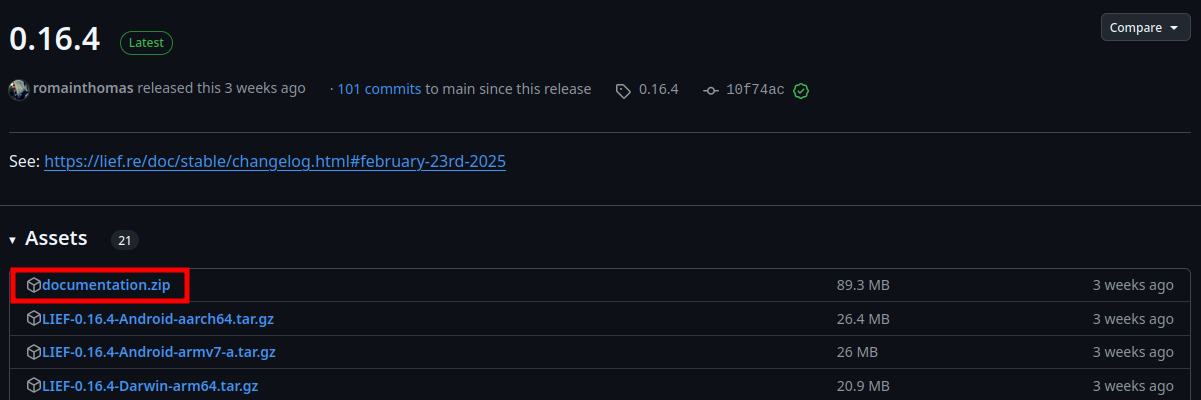 0.16.4 Latest Compare
romainthomas released this 3 weeks ago · 101 commits to main since this release 0.16.4 10f74ac
See: https://lief.re/doc/stable/changelog.html#february-23rd-2025
Assets 21
documentation.zip 89.3 MB 3 weeks ago
LIEF-0.16.4-Android-aarch64.tar.gz 26.4 MB 3 weeks ago
LIEF-0.16.4-Android-armv7-a.tar.gz 26 MB 3 weeks ago
LIEF-0.16.4-Darwin-arm64.tar.gz 20.9 MB 3 weeks ago